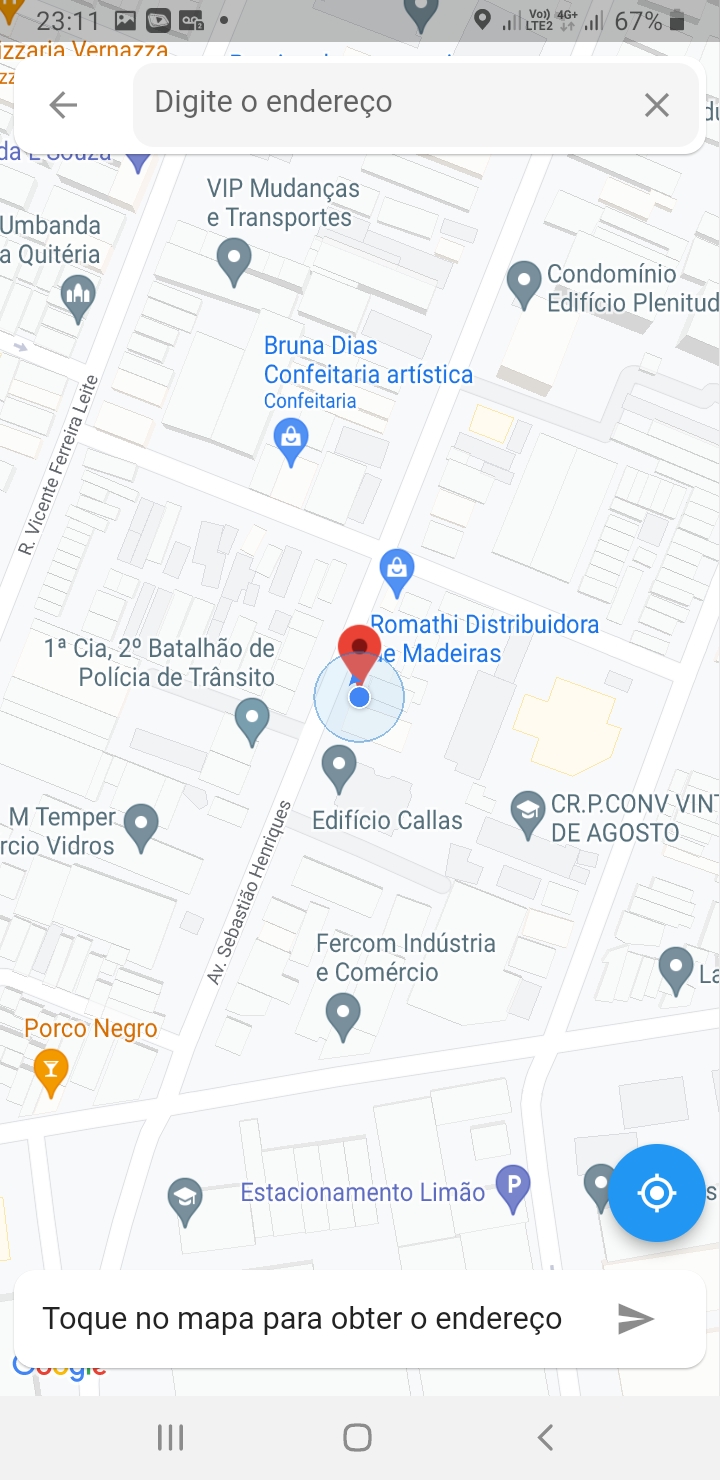 23:11
Vo)) LTE2 4G+ 67%
Pizzaria Vernazza
Digite o endereço
da E Souza
VIP Mudanças
e Transportes
Umbanda
a Quitéria
Condomínio
Edifício Plenitud
Bruna Dias
Confeitaria artística
Confeitaria
R. Vicente Ferreira Leite
Romathi Distribuidora
de Madeiras
1ª Cia, 2º Batalhão de
Polícia de Trânsito
M Temper
rcio Vidros
Edifício Callas
CR.P.CONV VINT
DE AGOSTO
Av. Sebastião Henriques
Fercom Indústria
e Comércio
La
Porco Negro
Estacionamento Limão
P
s
Toque no mapa para obter o endereço
Google